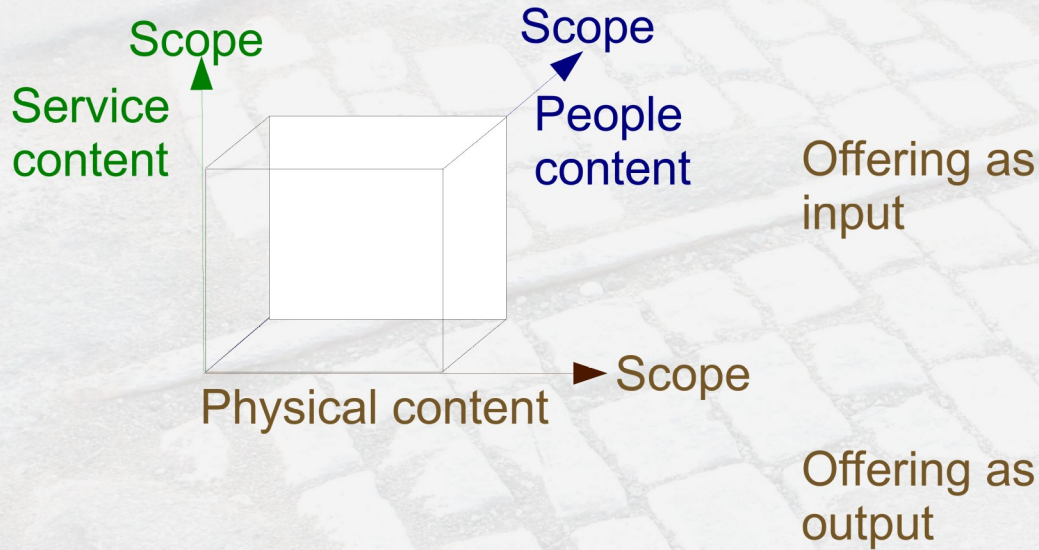 Scope
Service
content
Scope
People
content
Offering as
input
Scope
Physical content
Offering as
output